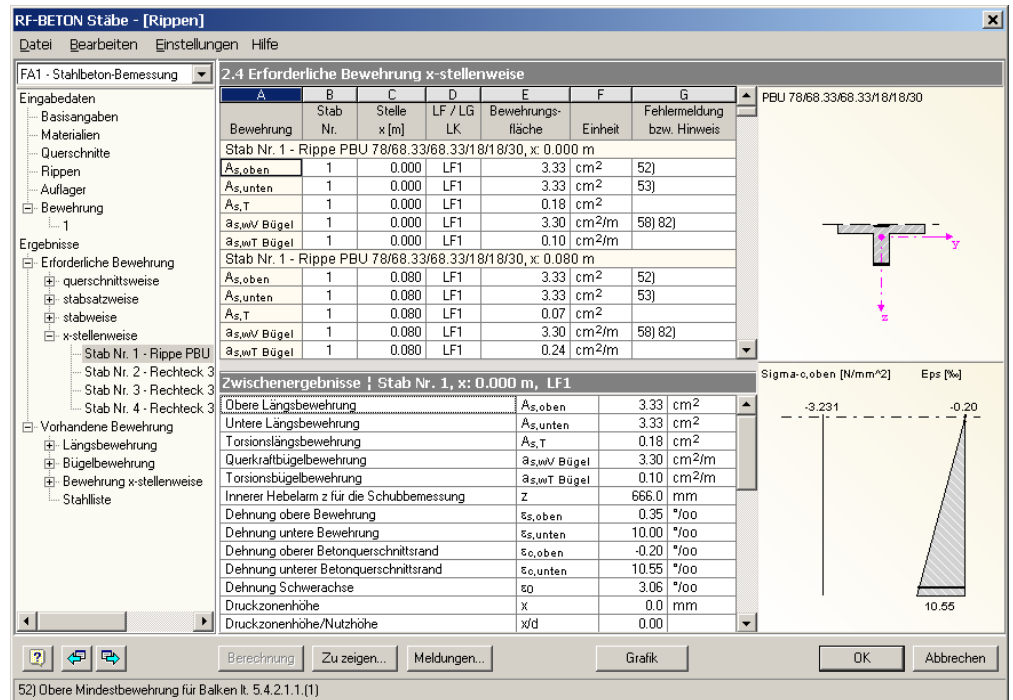 RF-BETON Stäbe - [Rippen]
Datei Bearbeiten Einstellungen Hilfe
FA1 - Stahlbeton-Bemessung
Eingabedaten
Basisangaben
Materialien
Querschnitte
Rippen
Auflager
Bewehrung
1
Ergebnisse
Erforderliche Bewehrung
querschnittsweise
stabsatzweise
stabweise
x-stellenweise
Stab Nr. 1 - Rippe PBU
Stab Nr. 2 - Rechteck 3
Stab Nr. 3 - Rechteck 3
Stab Nr. 4 - Rechteck 3
Vorhandene Bewehrung
Längsbewehrung
Bügelbewehrung
Bewehrung x-stellenweise
Stahlliste
2.4 Erforderliche Bewehrung x-stellenweise
A B C D E F G
Stab Stelle LF / LG Bewehrungs- Fehlermeldung
Bewehrung Nr. x [m] LK fläche Einheit bzw. Hinweis
Stab Nr. 1 - Rippe PBU 78/68.33/68.33/18/18/30, x: 0.000 m
As,oben 1 0.000 LF1 3.33 cm2 52)
As,unten 1 0.000 LF1 3.33 cm2 53)
As,T 1 0.000 LF1 0.18 cm2
as,wV Bügel 1 0.000 LF1 3.30 cm2/m 58) 82)
as,wT Bügel 1 0.000 LF1 0.10 cm2/m
Stab Nr. 1 - Rippe PBU 78/68.33/68.33/18/18/30, x: 0.080 m
As,oben 1 0.080 LF1 3.33 cm2 52)
As,unten 1 0.080 LF1 3.33 cm2 53)
As,T 1 0.080 LF1 0.07 cm2
as,wV Bügel 1 0.080 LF1 3.30 cm2/m 58) 82)
as,wT Bügel 1 0.080 LF1 0.24 cm2/m
PBU 78/68.33/68.33/18/18/30
y
z
Zwischenergebnisse ¦ Stab Nr. 1, x: 0.000 m, LF1
Obere Längsbewehrung As,oben 3.33 cm2
Untere Längsbewehrung As,unten 3.33 cm2
Torsionslängsbewehrung As,T 0.18 cm2
Querkraftbügelbewehrung as,wV Bügel 3.30 cm2/m
Torsionsbügelbewehrung as,wT Bügel 0.10 cm2/m
Innerer Hebelarm z für die Schubbemessung z 666.0 mm
Dehnung obere Bewehrung εs,oben 0.35 °/oo
Dehnung untere Bewehrung εs,unten 10.00 °/oo
Dehnung oberer Betonquerschnittsrand εc,oben -0.20 °/oo
Dehnung unterer Betonquerschnittsrand εc,unten 10.55 °/oo
Dehnung Schwerachse ε0 3.06 °/oo
Druckzonenhöhe x 0.0 mm
Druckzonenhöhe/Nutzhöhe x/d 0.00
Sigma-c,oben [N/mm^2] Eps [‰]
-3.231 -0.20
10.55
Berechnung Zu zeigen... Meldungen... Grafik OK Abbrechen
52) Obere Mindestbewehrung für Balken lt. 5.4.2.1.1.(1)